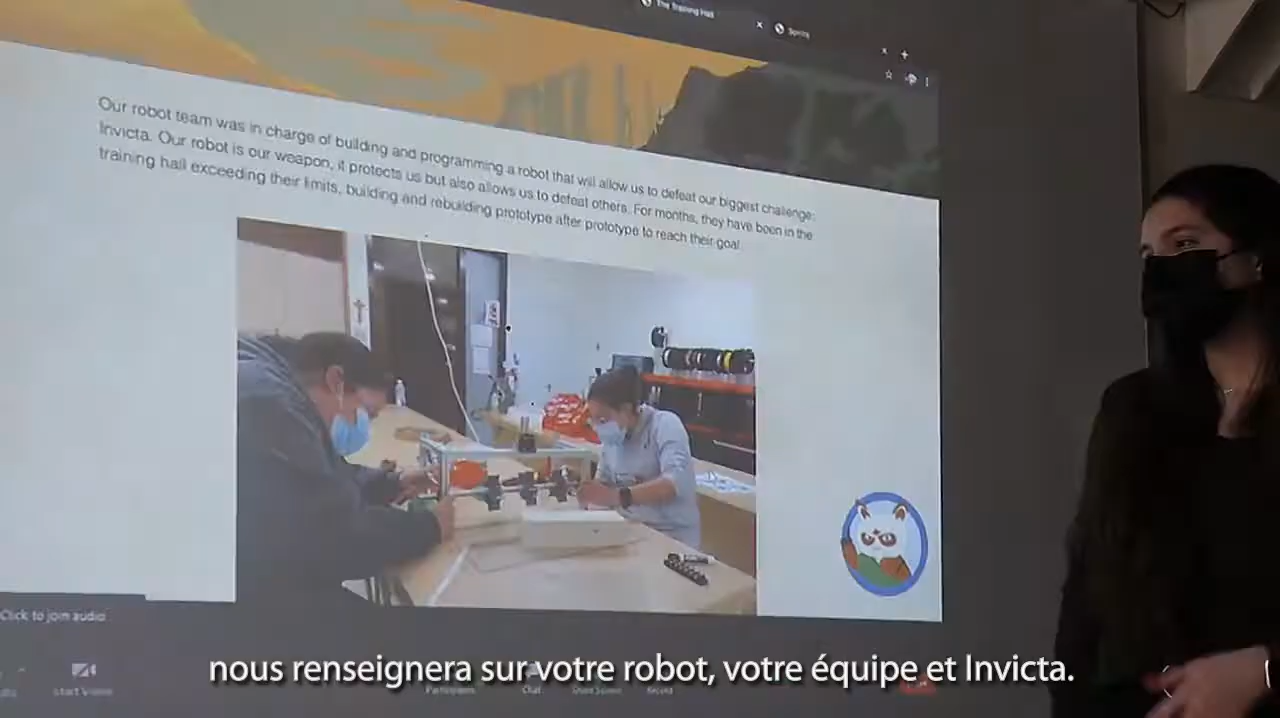 The Training Hall
Sprints
Our robot team was in charge of building and programming a robot that will allow us to defeat our biggest challenge:
Invicta. Our robot is our weapon, it protects us but also allows us to defeat others. For months, they have been in the
training hall exceeding their limits, building and rebuilding prototype after prototype to reach their goal.
Click to join audio
Start Video
Participants
Chat
Share Screen
Record
nous renseignera sur votre robot, votre équipe et Invicta.